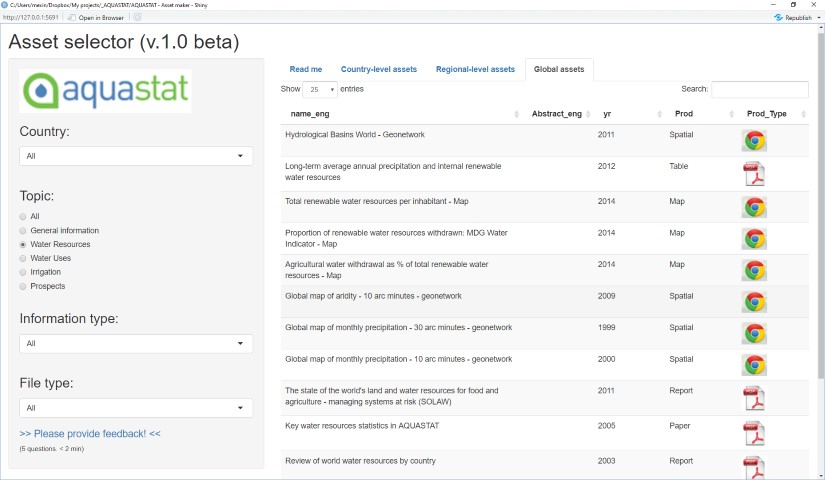 C:/Users/mexin/Dropbox/My projects/_AQUASTAT/AQUASTAT - Asset maker - Shiny
http://127.0.0.1:5691
Open in Browser
Republish
Asset selector (v.1.0 beta)
aquastat
Country:
All
Topic:
All
General information
Water Resources
Water Uses
Irrigation
Prospects
Information type:
All
File type:
All
>> Please provide feedback! <<
(5 questions. < 2 min)
Read me Country-level assets Regional-level assets Global assets
Show 25 entries Search:
name_eng Abstract_eng yr Prod Prod_Type
Hydrological Basins World - Geonetwork 2011 Spatial
Long-term average annual precipitation and internal renewable 2012 Table
water resources
Total renewable water resources per inhabitant - Map 2014 Map
Proportion of renewable water resources withdrawn: MDG Water 2014 Map
Indicator - Map
Agricultural water withdrawal as % of total renewable water 2014 Map
resources - Map
Global map of aridity - 10 arc minutes - geonetwork 2009 Spatial
Global map of monthly precipitation - 30 arc minutes - geonetwork 1999 Spatial
Global map of monthly precipitation - 10 arc minutes - geonetwork 2000 Spatial
The state of the world's land and water resources for food and 2011 Report
agriculture - managing systems at risk (SOLAW)
Key water resources statistics in AQUASTAT 2005 Paper
Review of world water resources by country 2003 Report